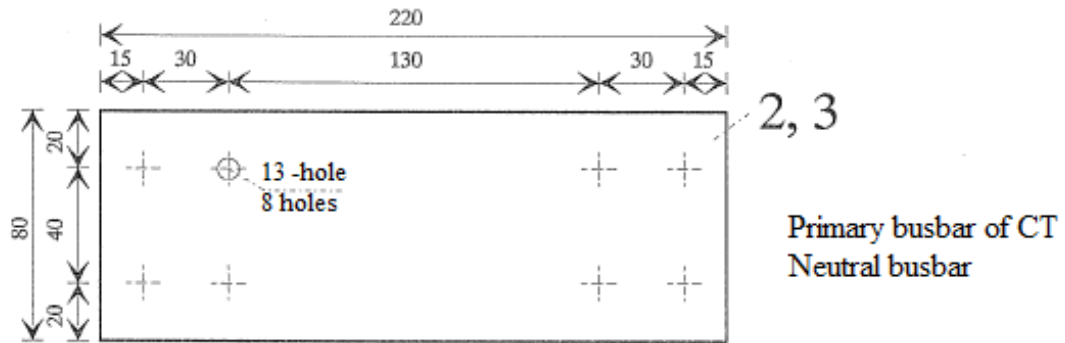 220
15 30 130 30 15
2, 3
20
13 -hole
8 holes
80
40
Primary busbar of CT
Neutral busbar
20